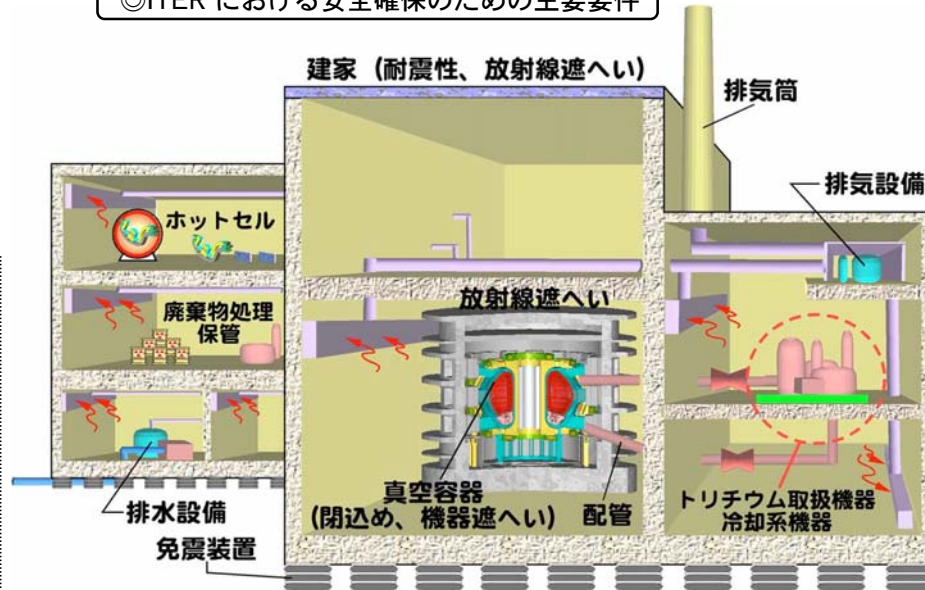 ◎ITER における安全確保のための主要要件
建家（耐震性、放射線遮へい）
排気筒
排気設備
ホットセル
放射線遮へい
廃棄物処理
保管
真空容器
(閉込め、機器遮へい)
配管
トリチウム取扱機器
冷却系機器
排水設備
免震装置